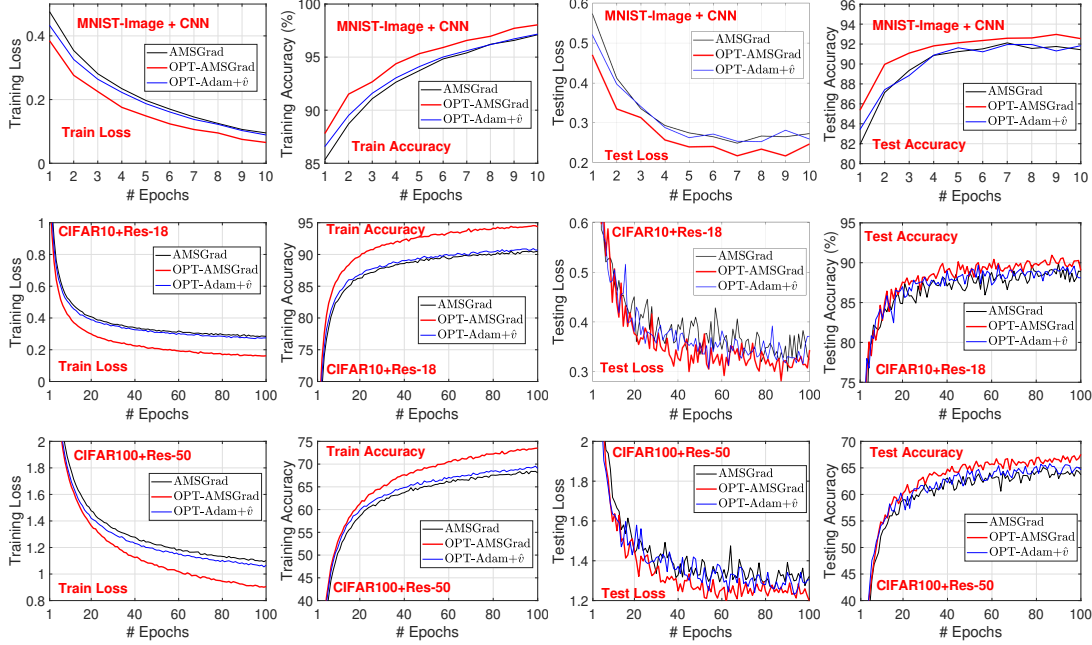 MNIST-Image + CNN
AMSGrad
OPT-AMSGrad
OPT-Adam+v̂
Train Loss
Training Loss
0.4
0.2
0
1 2 3 4 5 6 7 8 9 10
# Epochs
MNIST-Image + CNN
AMSGrad
OPT-AMSGrad
OPT-Adam+v̂
Train Accuracy
Training Accuracy (%)
100
95
90
85
1 2 3 4 5 6 7 8 9 10
# Epochs
MNIST-Image + CNN
AMSGrad
OPT-AMSGrad
OPT-Adam+v̂
Test Loss
Testing Loss
0.6
0.5
0.4
0.3
0.2
1 2 3 4 5 6 7 8 9 10
# Epochs
MNIST-Image + CNN
AMSGrad
OPT-AMSGrad
OPT-Adam+v̂
Test Accuracy
Testing Accuracy (%)
96
94
92
90
88
86
84
82
80
1 2 3 4 5 6 7 8 9 10
# Epochs
CIFAR10+Res-18
AMSGrad
OPT-AMSGrad
OPT-Adam+v̂
Train Loss
Training Loss
1
0.8
0.6
0.4
0.2
0
1 20 40 60 80 100
# Epochs
Train Accuracy
AMSGrad
OPT-AMSGrad
OPT-Adam+v̂
CIFAR10+Res-18
Training Accuracy (%)
95
90
85
80
75
70
1 20 40 60 80 100
# Epochs
CIFAR10+Res-18
AMSGrad
OPT-AMSGrad
OPT-Adam+v̂
Test Loss
Testing Loss
0.6
0.5
0.4
0.3
1 20 40 60 80 100
# Epochs
Test Accuracy
AMSGrad
OPT-AMSGrad
OPT-Adam+v̂
CIFAR10+Res-18
Testing Accuracy (%)
95
90
85
80
75
1 20 40 60 80 100
# Epochs
CIFAR100+Res-50
AMSGrad
OPT-AMSGrad
OPT-Adam+v̂
Train Loss
Training Loss
2
1.8
1.6
1.4
1.2
1
0.8
1 20 40 60 80 100
# Epochs
Train Accuracy
AMSGrad
OPT-AMSGrad
OPT-Adam+v̂
CIFAR100+Res-50
Training Accuracy (%)
75
70
65
60
55
50
45
40
1 20 40 60 80 100
# Epochs
CIFAR100+Res-50
AMSGrad
OPT-AMSGrad
OPT-Adam+v̂
Test Loss
Testing Loss
2
1.8
1.6
1.4
1.2
1 20 40 60 80 100
# Epochs
Test Accuracy
AMSGrad
OPT-AMSGrad
OPT-Adam+v̂
CIFAR100+Res-50
Testing Accuracy (%)
70
65
60
55
50
45
40
1 20 40 60 80 100
# Epochs